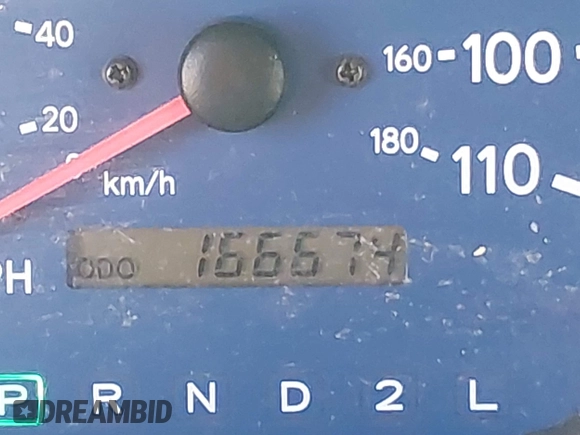 40
160 100
20
180 110
km/h
PH
ODO 166674
P R N D 2 L
DREAMBID